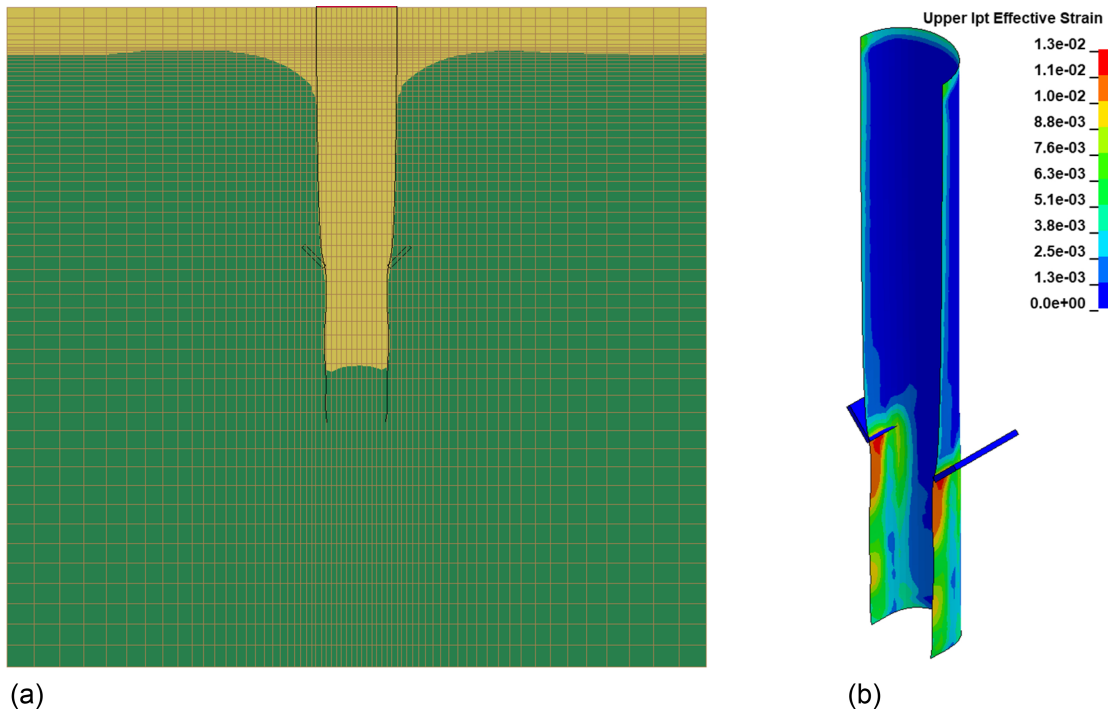 Upper Ipt Effective Strain
1.3e-02
1.1e-02
1.0e-02
8.8e-03
7.6e-03
6.3e-03
5.1e-03
3.8e-03
2.5e-03
1.3e-03
0.0e+00
(a)
(b)